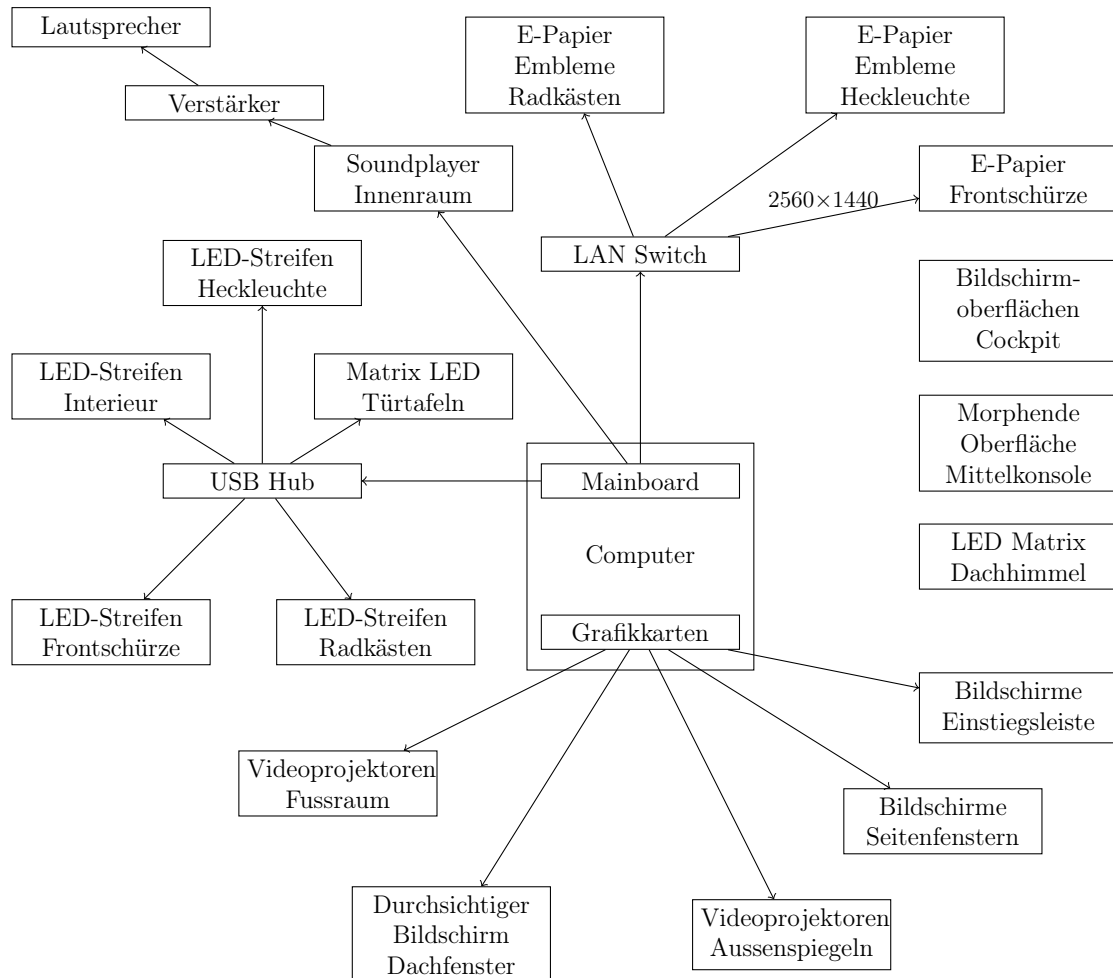 Lautsprecher
E-Papier
Embleme
Radkästen
E-Papier
Embleme
Heckleuchte
Verstärker
Soundplayer
Innenraum
E-Papier
Frontschürze
2560×1440
LAN Switch
LED-Streifen
Heckleuchte
Bildschirm-
oberflächen
Cockpit
LED-Streifen
Interieur
Matrix LED
Türtafeln
Morphende
Oberfläche
Mittelkonsole
USB Hub
Mainboard
Computer
LED Matrix
Dachhimmel
LED-Streifen
Frontschürze
LED-Streifen
Radkästen
Grafikkarten
Bildschirme
Einstiegsleiste
Videoprojektoren
Fussraum
Bildschirme
Seitenfenstern
Durchsichtiger
Bildschirm
Dachfenster
Videoprojektoren
Aussenspiegeln